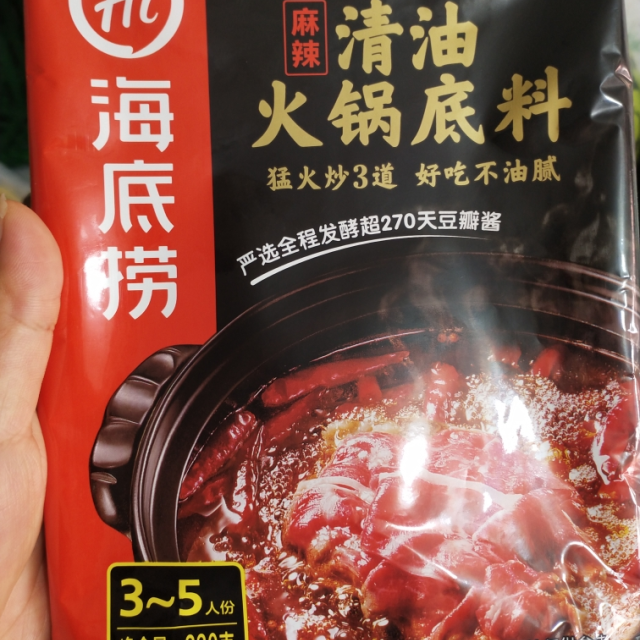 Hi
海底捞
麻辣
清油
火锅底料
猛火炒3道 好吃不油腻
严选全程发酵超270天豆瓣酱
3~5人份